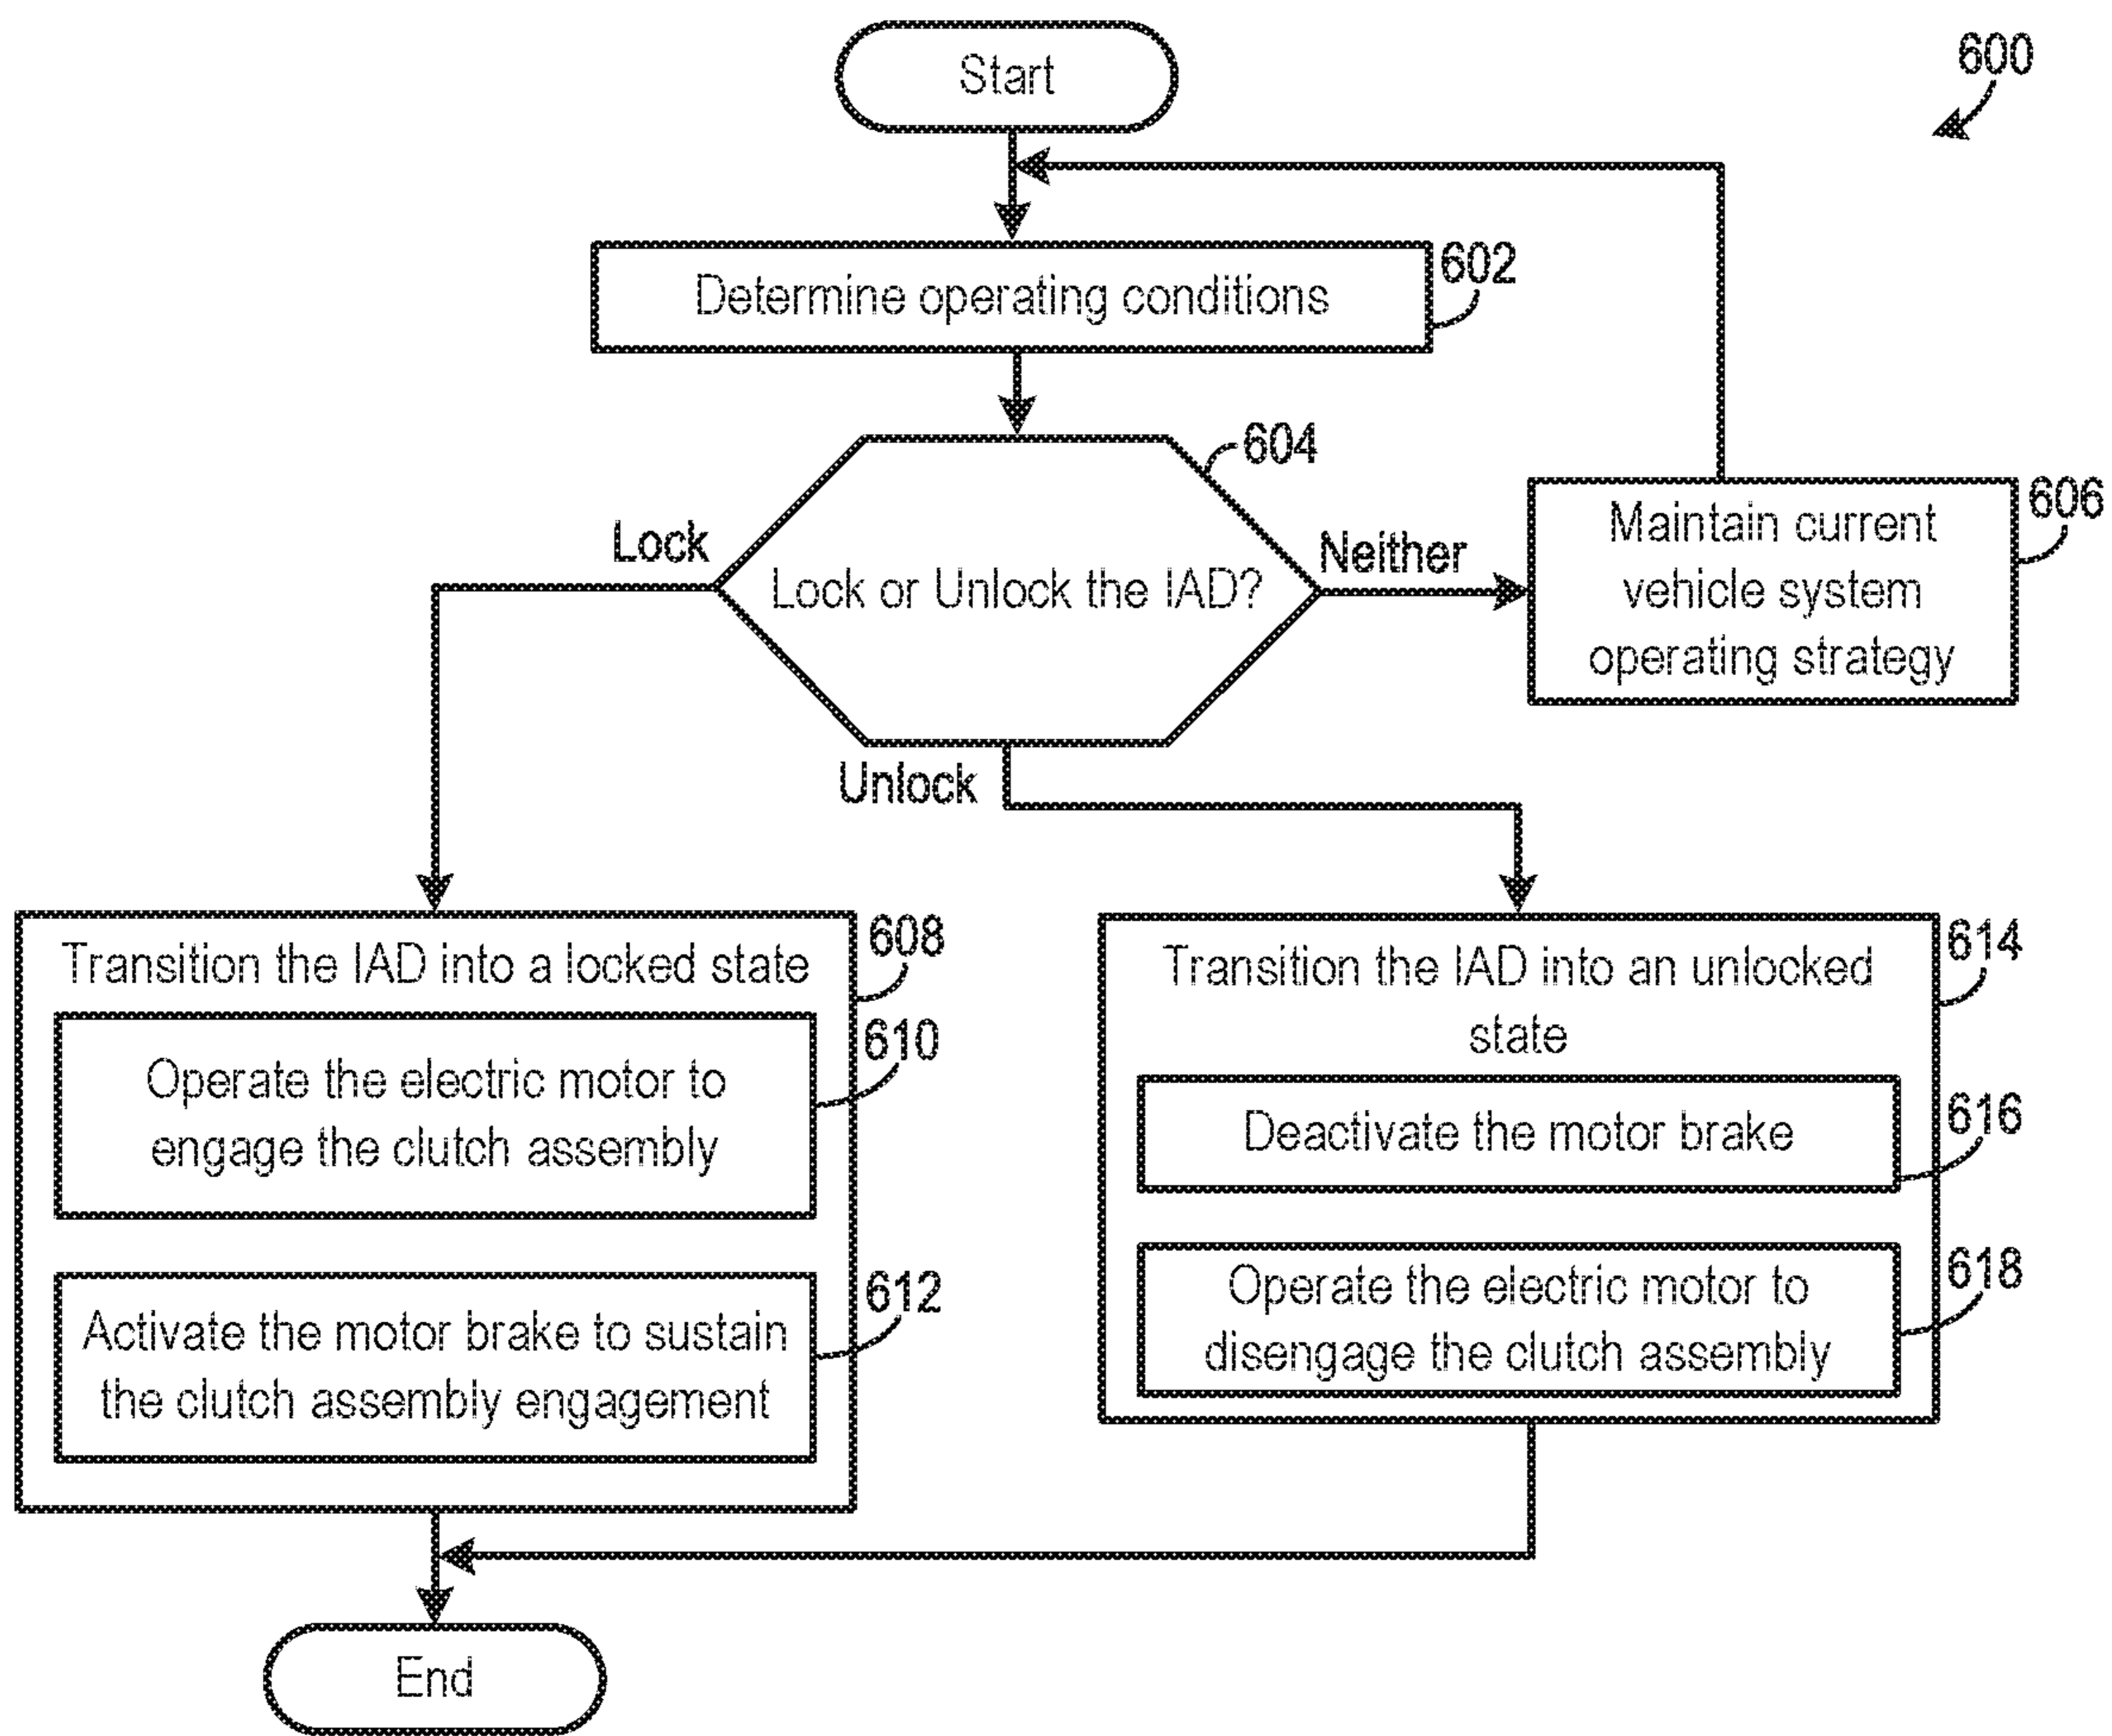 Start
600
Determine operating conditions
602
604
Lock
Lock or Unlock the IAD?
Neither
Maintain current
vehicle system
operating strategy
606
Unlock
Transition the IAD into a locked state
608
Operate the electric motor to
engage the clutch assembly
610
Activate the motor brake to sustain
the clutch assembly engagement
612
Transition the IAD into an unlocked
state
614
Deactivate the motor brake
616
Operate the electric motor to
disengage the clutch assembly
618
End